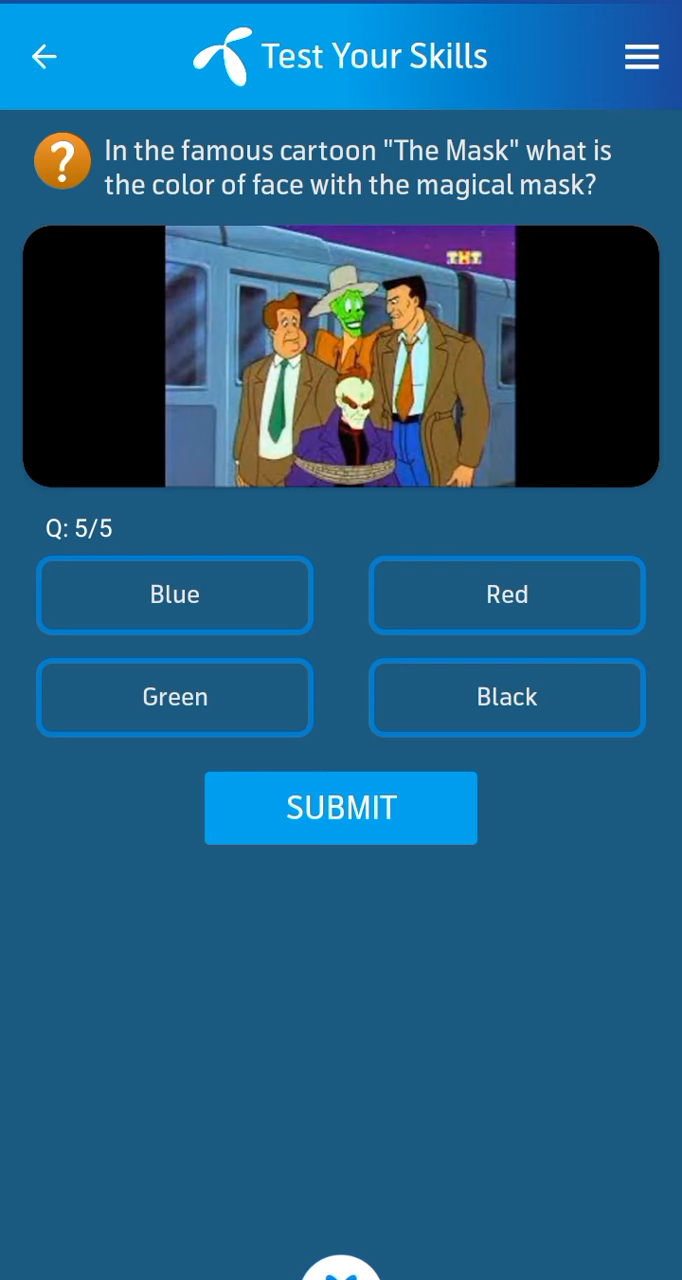 Test Your Skills
In the famous cartoon "The Mask" what is
the color of face with the magical mask?
THT
Q: 5/5
Blue
Red
Green
Black
SUBMIT